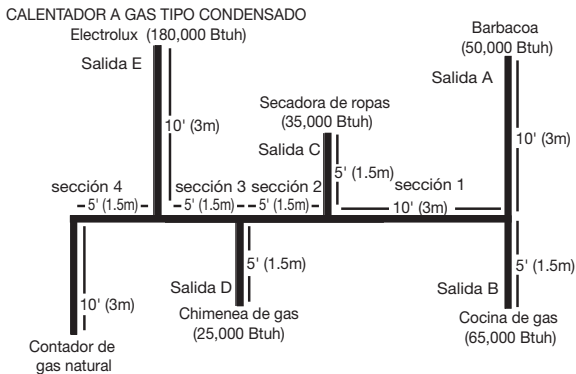 CALENTADOR A GAS TIPO CONDENSADO
Electrolux (180,000 Btuh)
Salida E
10' (3m)
Barbacoa
(50,000 Btuh)
Salida A
10' (3m)
Secadora de ropas
(35,000 Btuh)
Salida C
5' (1.5m)
sección 4
5' (1.5m)
sección 3
5' (1.5m)
sección 2
5' (1.5m)
sección 1
10' (3m)
10' (3m)
Contador de
gas natural
5' (1.5m)
Salida D
Chimenea de gas
(25,000 Btuh)
5' (1.5m)
Salida B
Cocina de gas
(65,000 Btuh)